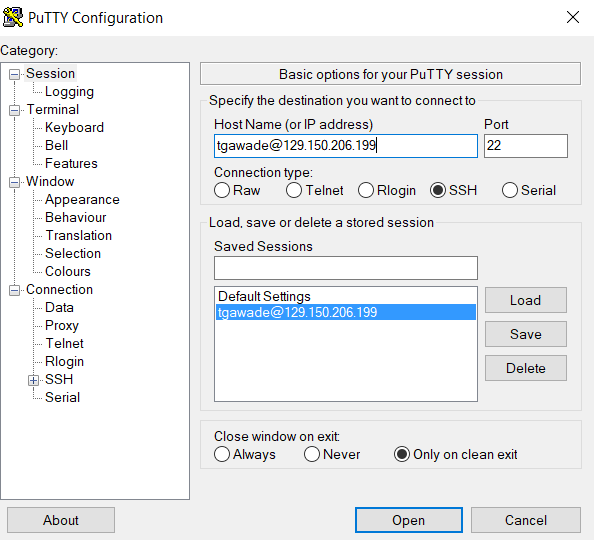 PuTTY Configuration
Category:
Session
Logging
Terminal
Keyboard
Bell
Features
Window
Appearance
Behaviour
Translation
Selection
Colours
Connection
Data
Proxy
Telnet
Rlogin
SSH
Serial
Basic options for your PuTTY session
Specify the destination you want to connect to
Host Name (or IP address) Port
tgawade@129.150.206.199 22
Connection type:
Raw Telnet Rlogin SSH Serial
Load, save or delete a stored session
Saved Sessions
Default Settings
tgawade@129.150.206.199
Load
Save
Delete
Close window on exit:
Always Never Only on clean exit
About Open Cancel